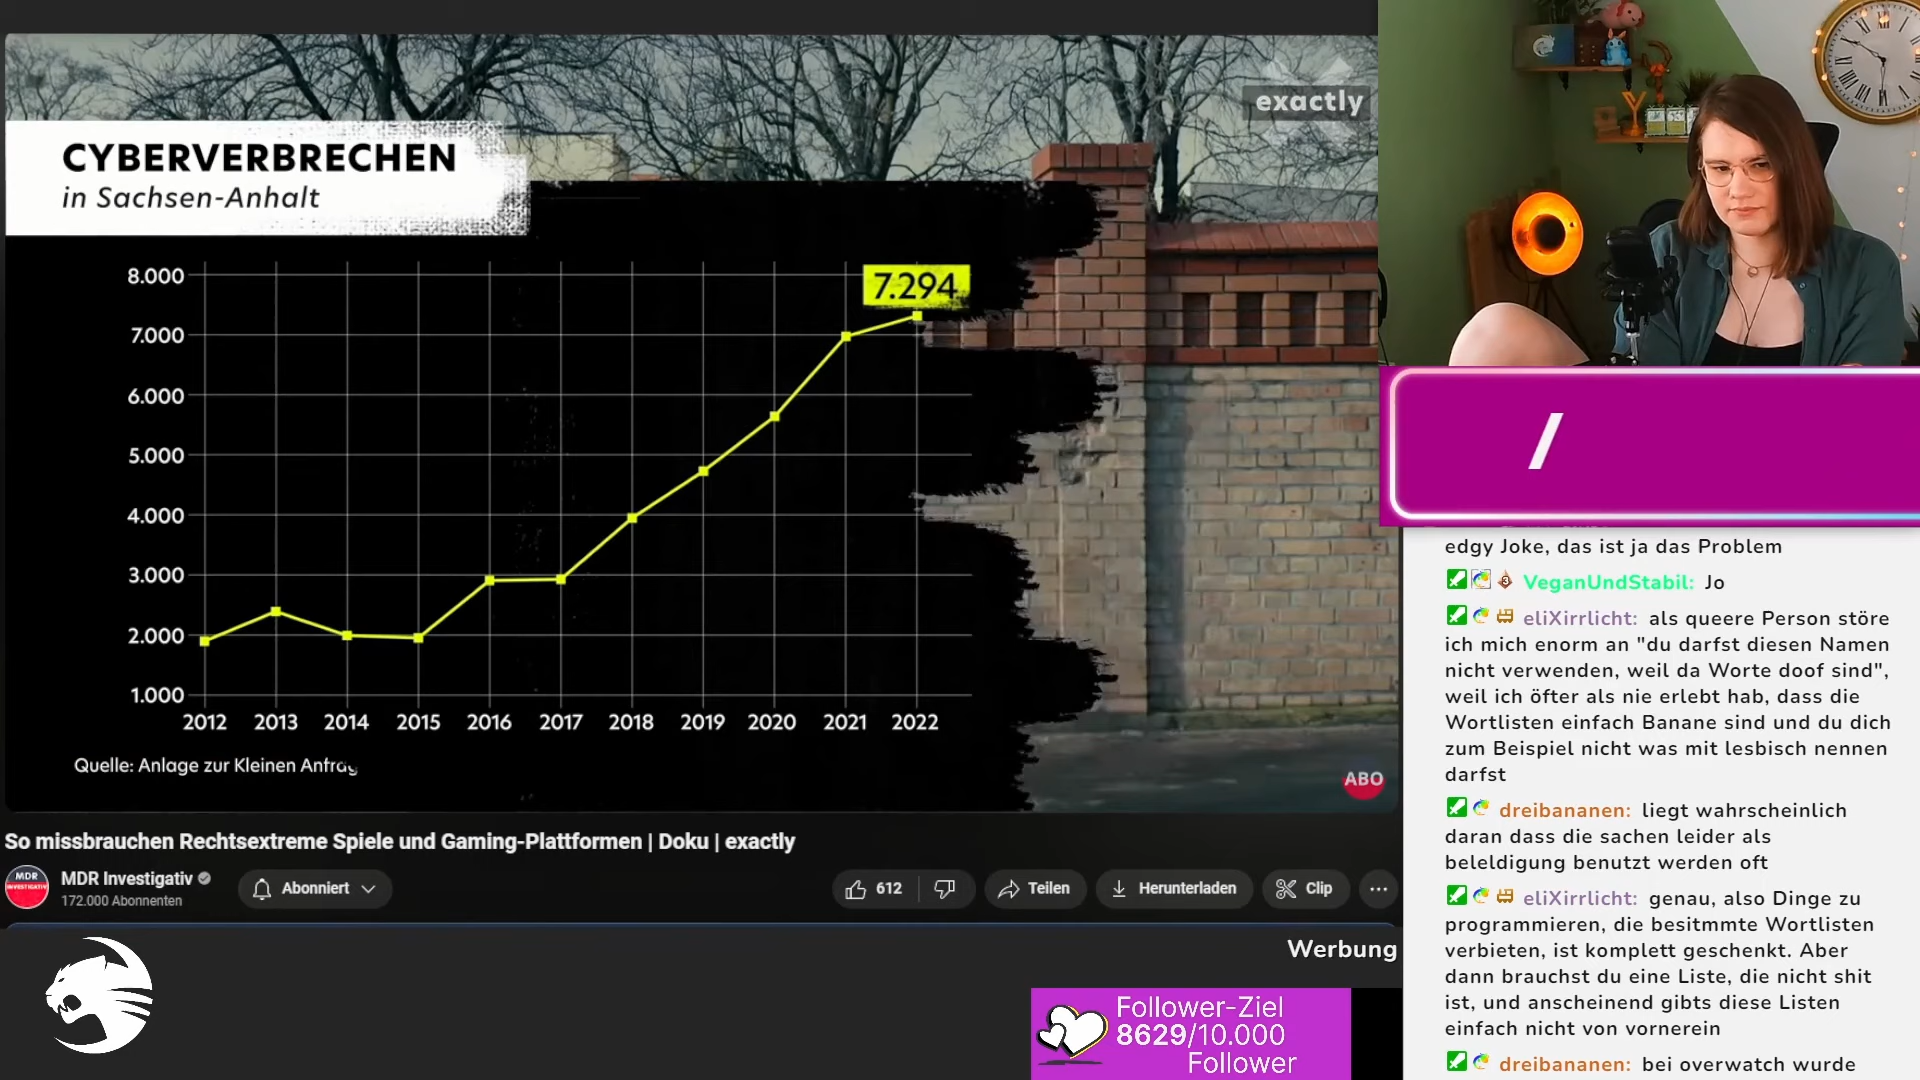 exactly
CYBERVERBRECHEN
in Sachsen-Anhalt
8.000
7.294
7.000
6.000
5.000
4.000
3.000
2.000
1.000
2012 2013 2014 2015 2016 2017 2018 2019 2020 2021 2022
Quelle: Anlage zur Kleinen Anfrag
ABO
So missbrauchen Rechtsextreme Spiele und Gaming-Plattformen | Doku | exactly
MDR
INVESTIGATIV
MDR Investigativ
172.000 Abonnenten
Abonniert
612
Teilen
Herunterladen
Clip
Werbung
Follower-Ziel
8629/10.000
Follower
/
edgy Joke, das ist ja das Problem
VeganUndStabil: Jo
eliXirrlicht: als queere Person störe
ich mich enorm an "du darfst diesen Namen
nicht verwenden, weil da Worte doof sind",
weil ich öfter als nie erlebt hab, dass die
Wortlisten einfach Banane sind und du dich
zum Beispiel nicht was mit lesbisch nennen
darfst
dreibananen: liegt wahrscheinlich
daran dass die sachen leider als
beleldigung benutzt werden oft
eliXirrlicht: genau, also Dinge zu
programmieren, die besitmmte Wortlisten
verbieten, ist komplett geschenkt. Aber
dann brauchst du eine Liste, die nicht shit
ist, und anscheinend gibts diese Listen
einfach nicht von vornerein
dreibananen: bei overwatch wurde